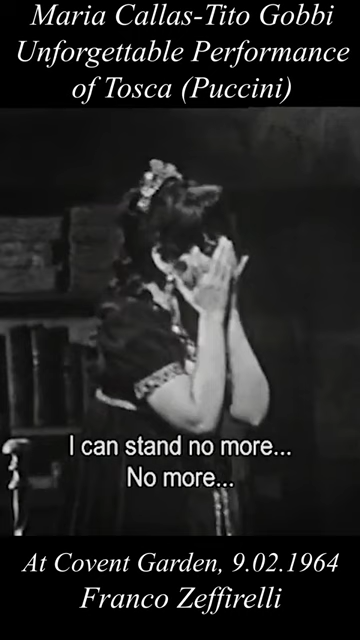 Maria Callas-Tito Gobbi
Unforgettable Performance
of Tosca (Puccini)
I can stand no more...
No more...
At Covent Garden, 9.02.1964
Franco Zeffirelli